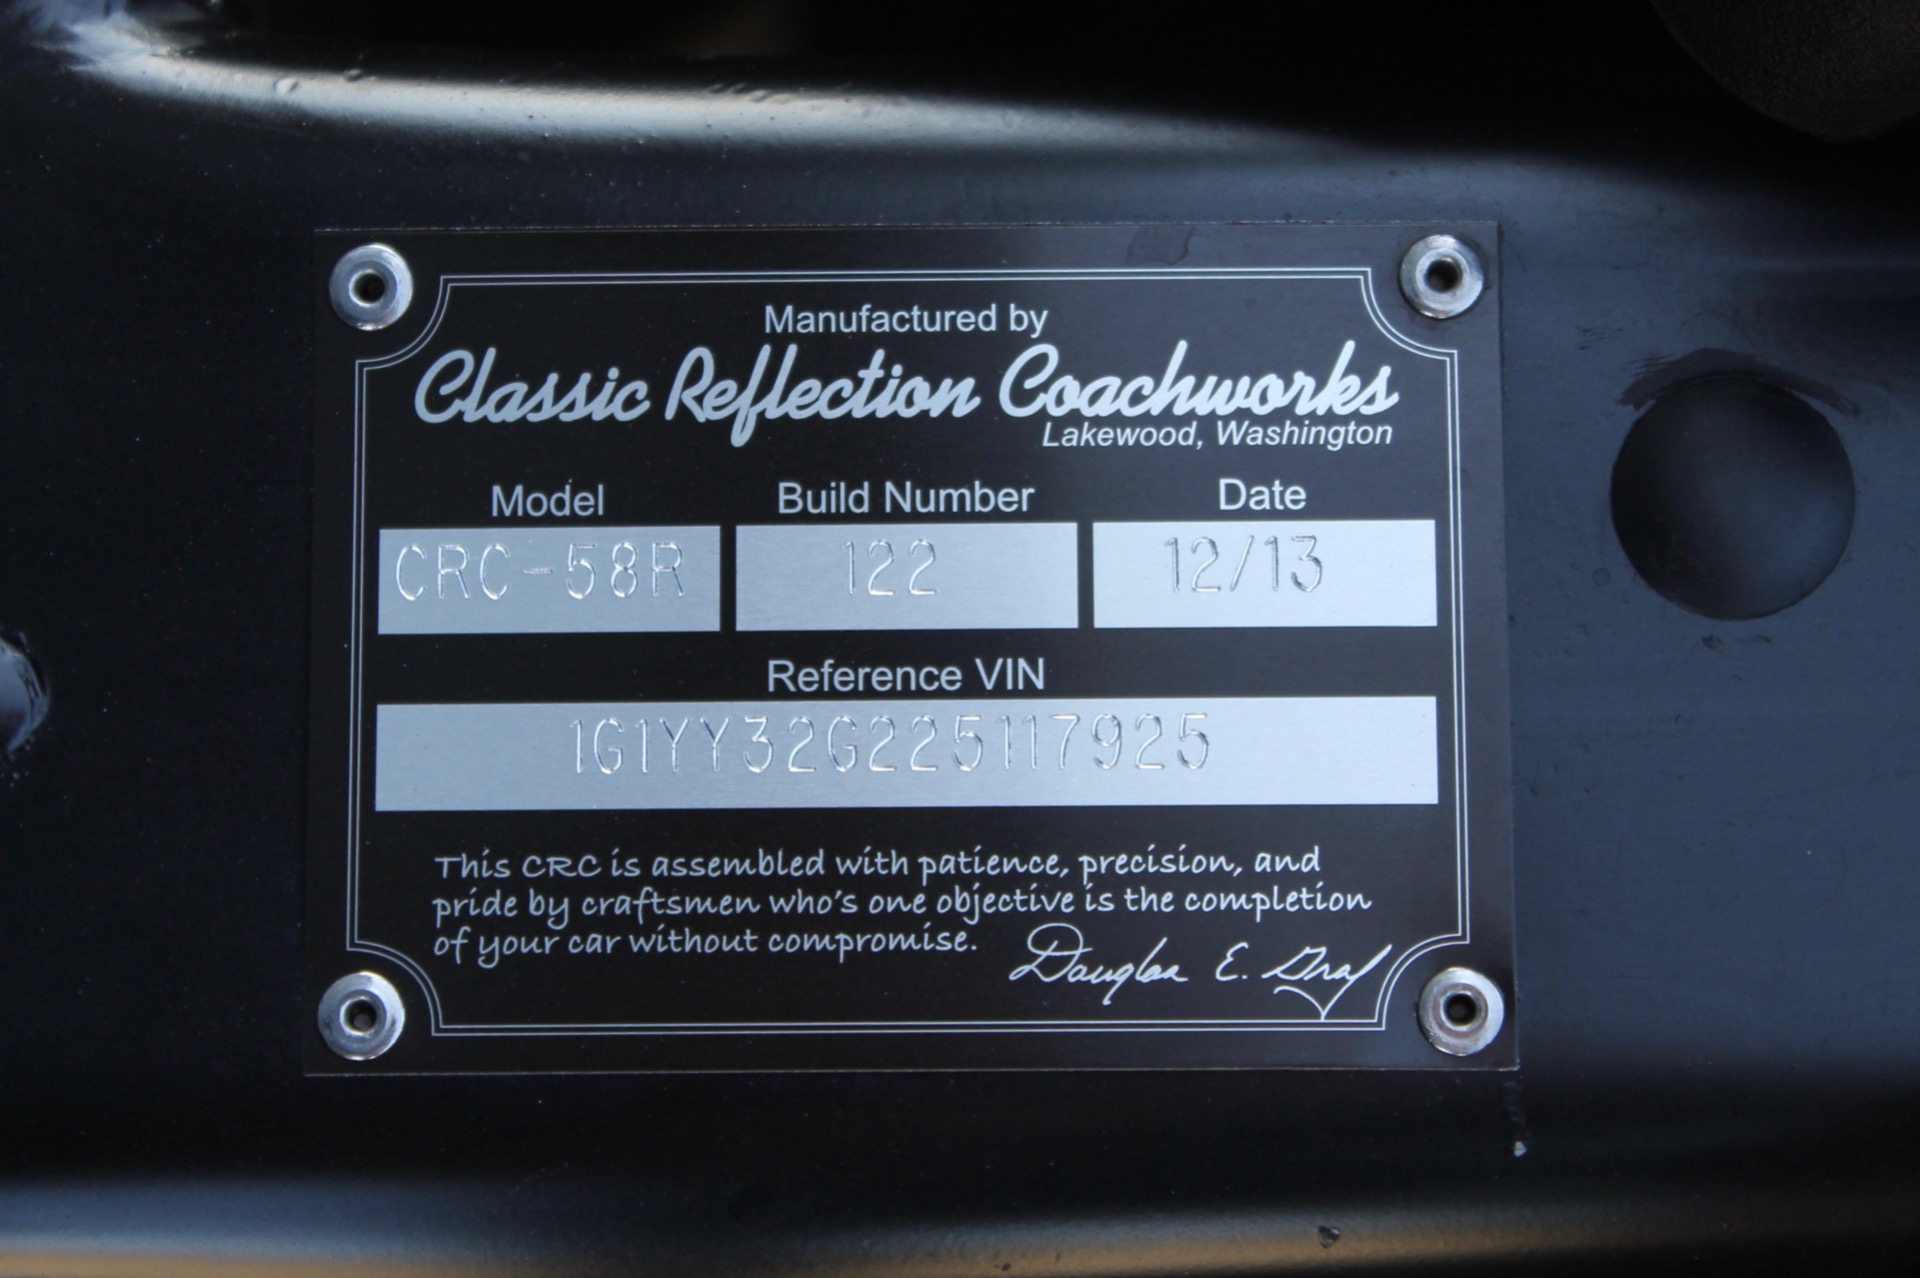 Manufactured by
Classic Reflection Coachworks
Lakewood, Washington
Model Build Number Date
CRC-58R 122 12/13
Reference VIN
1G1YY32G225117925
This CRC is assembled with patience, precision, and
pride by craftsmen who's one objective is the completion
of your car without compromise.
Douglas E. Graf